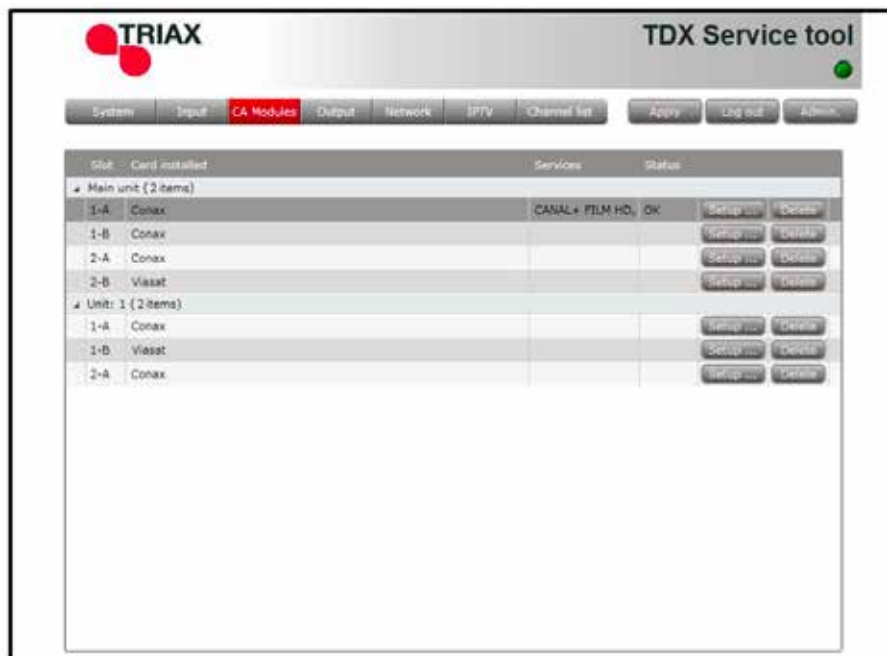 TRIAX
TDX Service tool
System Input CA Modules Output Network IPTV Channel list Apply Log out Admin.
Slot Card installed Services Status
Main unit (2 items)
1-A Conax CANAL+ FILM HD, OK Setup ... Delete
1-B Conax Setup ... Delete
2-A Conax Setup ... Delete
2-B Viasat Setup ... Delete
Unit: 1 (2 items)
1-A Conax Setup ... Delete
1-B Viasat Setup ... Delete
2-A Conax Setup ... Delete